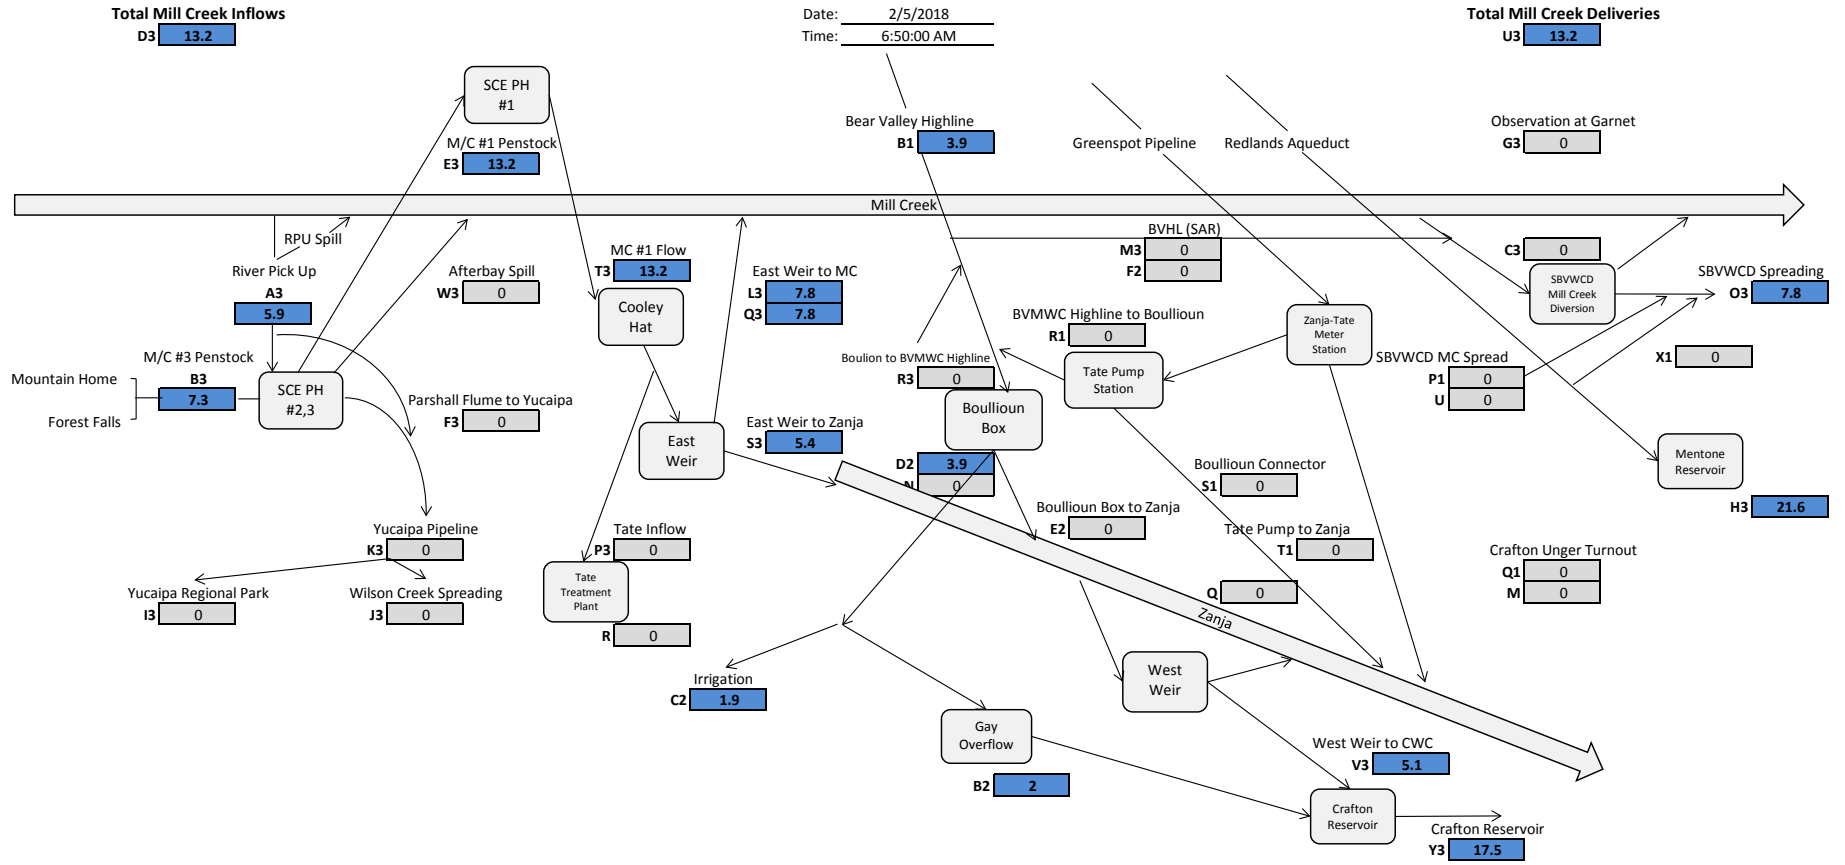 Total Mill Creek Inflows
D3 13.2
Date: 2/5/2018
Time: 6:50:00 AM
Total Mill Creek Deliveries
U3 13.2
SCE PH
#1
M/C #1 Penstock
E3 13.2
Bear Valley Highline
B1 3.9
Greenspot Pipeline
Redlands Aqueduct
Observation at Garnet
G3 0
Mill Creek
RPU Spill
River Pick Up
A3
5.9
Afterbay Spill
W3 0
MC #1 Flow
T3 13.2
Cooley
Hat
East Weir to MC
L3 7.8
Q3 7.8
BVHL (SAR)
M3 0
F2 0
C3 0
SBVWCD
Mill Creek
Diversion
SBVWCD Spreading
O3 7.8
BVMWC Highline to Boullioun
R1 0
Zanja-Tate
Meter
Station
M/C #3 Penstock
B3
7.3
Mountain Home
Forest Falls
SCE PH
#2,3
Boulion to BVMWC Highline
R3 0
Tate Pump
Station
SBVWCD MC Spread
P1 0
U 0
X1 0
Parshall Flume to Yucaipa
F3 0
East
Weir
East Weir to Zanja
S3 5.4
Boullioun
Box
D2 3.9
N 0
Boullioun Connector
S1 0
Mentone
Reservoir
H3 21.6
Yucaipa Pipeline
K3 0
Tate Inflow
P3 0
Boullioun Box to Zanja
E2 0
Tate Pump to Zanja
T1 0
Crafton Unger Turnout
Q1 0
M 0
Yucaipa Regional Park
I3 0
Wilson Creek Spreading
J3 0
Tate
Treatment
Plant
R 0
Q 0
Zanja
Irrigation
C2 1.9
West
Weir
Gay
Overflow
B2 2
West Weir to CWC
V3 5.1
Crafton
Reservoir
Crafton Reservoir
Y3 17.5